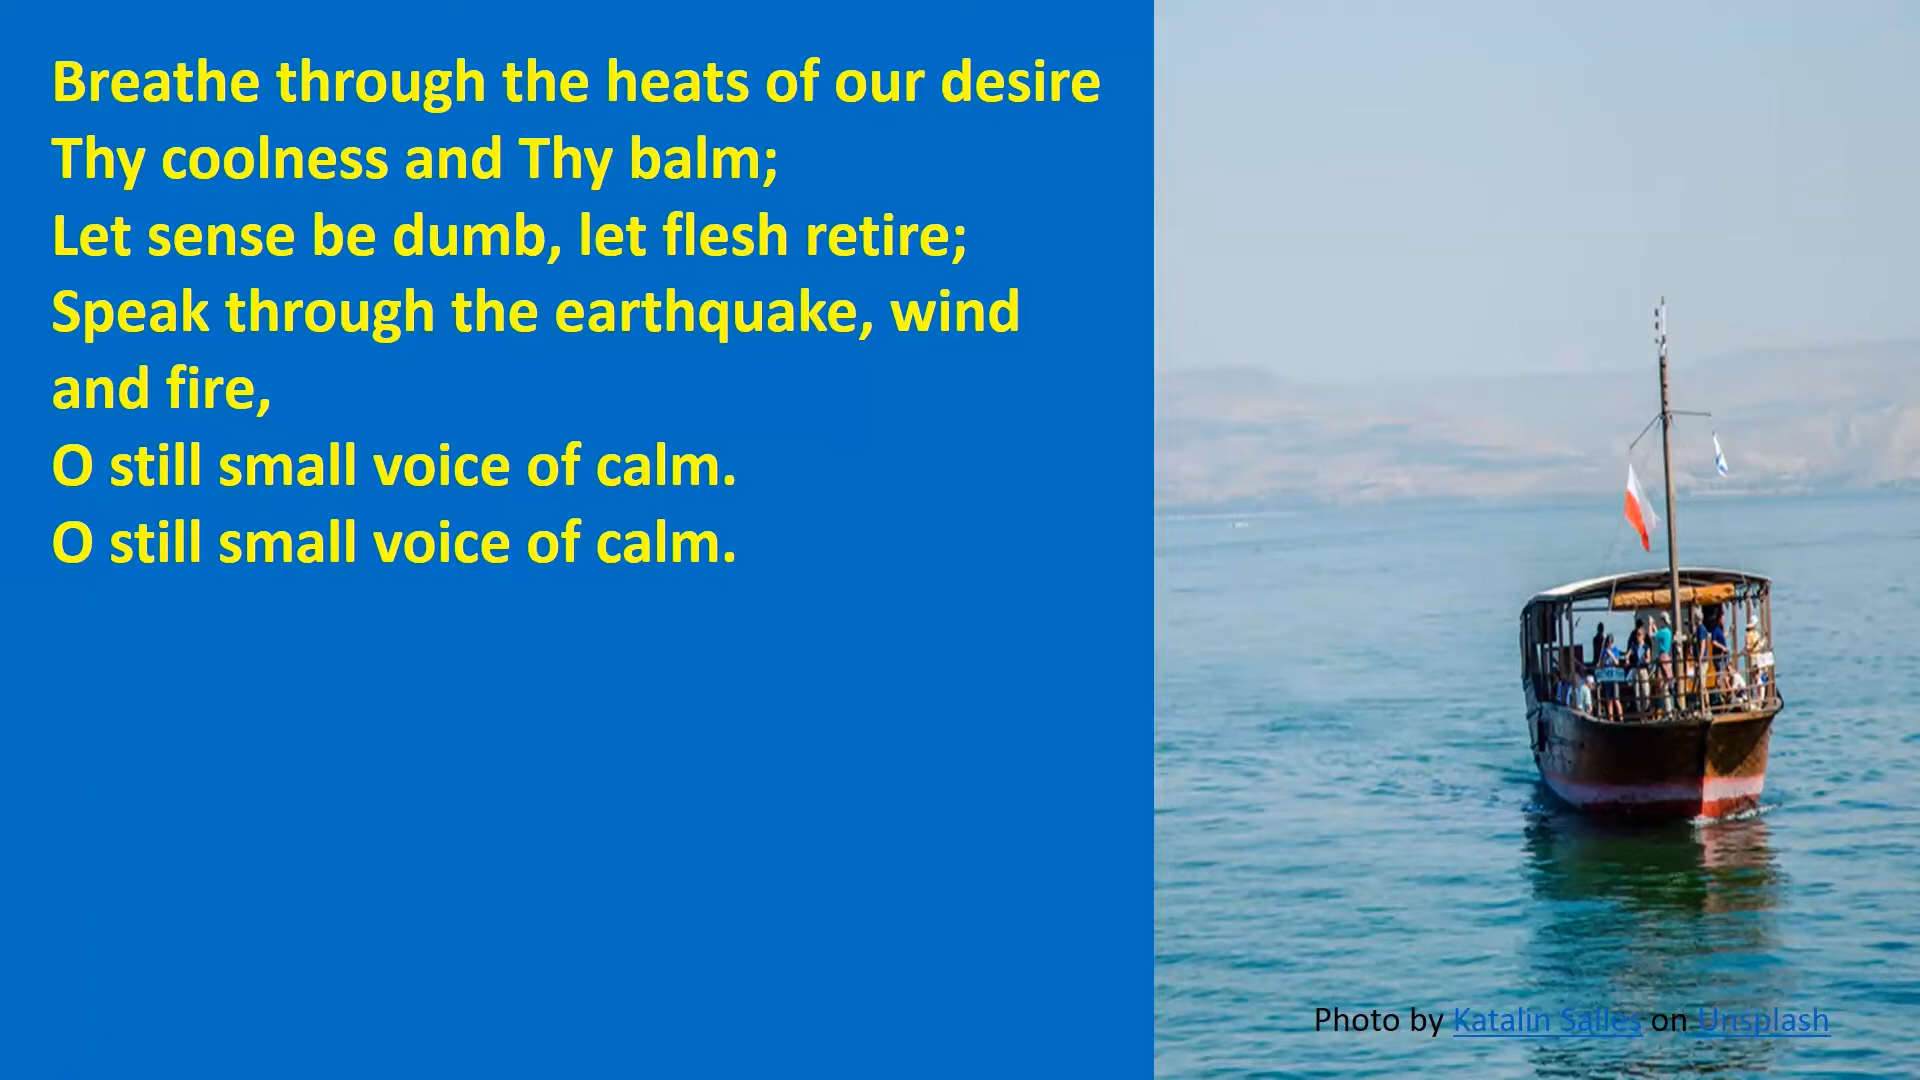 Breathe through the heats of our desire
Thy coolness and Thy balm;
Let sense be dumb, let flesh retire;
Speak through the earthquake, wind
and fire,
O still small voice of calm.
O still small voice of calm.
Photo by Katalin Salles on Unsplash